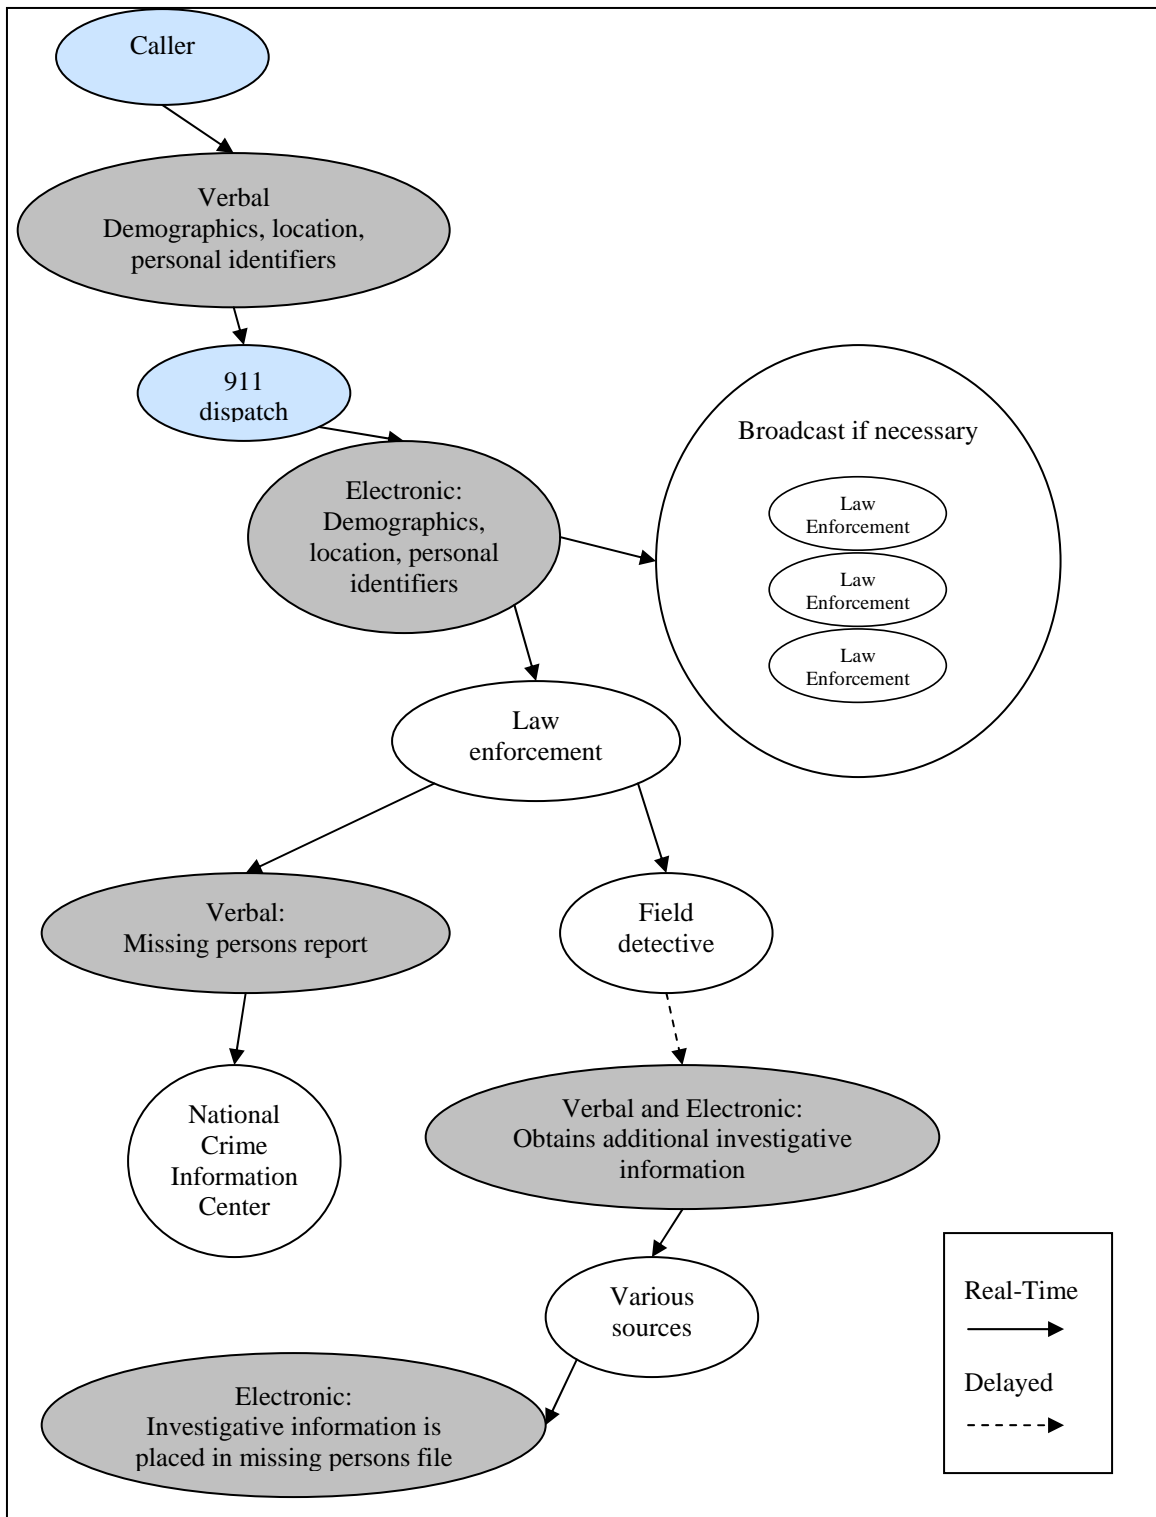 Caller
Verbal
Demographics, location,
personal identifiers
911
dispatch
Electronic:
Demographics,
location, personal
identifiers
Broadcast if necessary
Law
Enforcement
Law
Enforcement
Law
Enforcement
Law
enforcement
Verbal:
Missing persons report
Field
detective
National
Crime
Information
Center
Verbal and Electronic:
Obtains additional investigative
information
Various
sources
Electronic:
Investigative information is
placed in missing persons file
Real-Time
Delayed